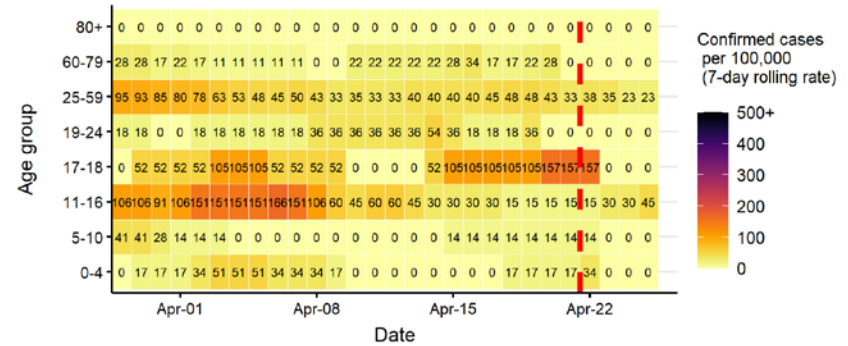 80+ 0 0 0 0 0 0 0 0 0 0 0 0 0 0 0 0 0 0 0 0 0 0 0 0 0 0 0 0
60-79 28 28 17 22 17 11 11 11 11 11 0 0 22 22 22 22 22 28 34 17 17 22 28 0 0 0 0 0
25-59 95 93 85 80 78 63 53 48 45 50 43 33 35 33 33 40 40 40 40 45 48 48 43 33 38 35 23 23
19-24 18 18 0 0 18 18 18 18 18 18 36 36 36 36 36 36 54 36 18 18 18 36 0 0 0 0 0 0
17-18 0 52 52 52 52 105 105 105 52 52 52 52 0 0 0 0 52 105 105 105 105 105 157 157 157 0 0 0
11-16 106 106 91 106 151 151 151 151 166 151 106 60 45 60 60 45 30 30 30 30 15 15 15 15 15 30 30 45
5-10 41 41 28 14 14 14 0 0 0 0 0 0 0 0 0 0 0 14 14 14 14 14 14 14 14 0 0 0
0-4 0 17 17 17 34 51 51 51 34 34 34 17 0 0 0 0 0 0 0 0 17 17 17 17 34 0 0 0
Age group
Apr-01 Apr-08 Apr-15 Apr-22
Date
Confirmed cases
per 100,000
(7-day rolling rate)
500+
400
300
200
100
0